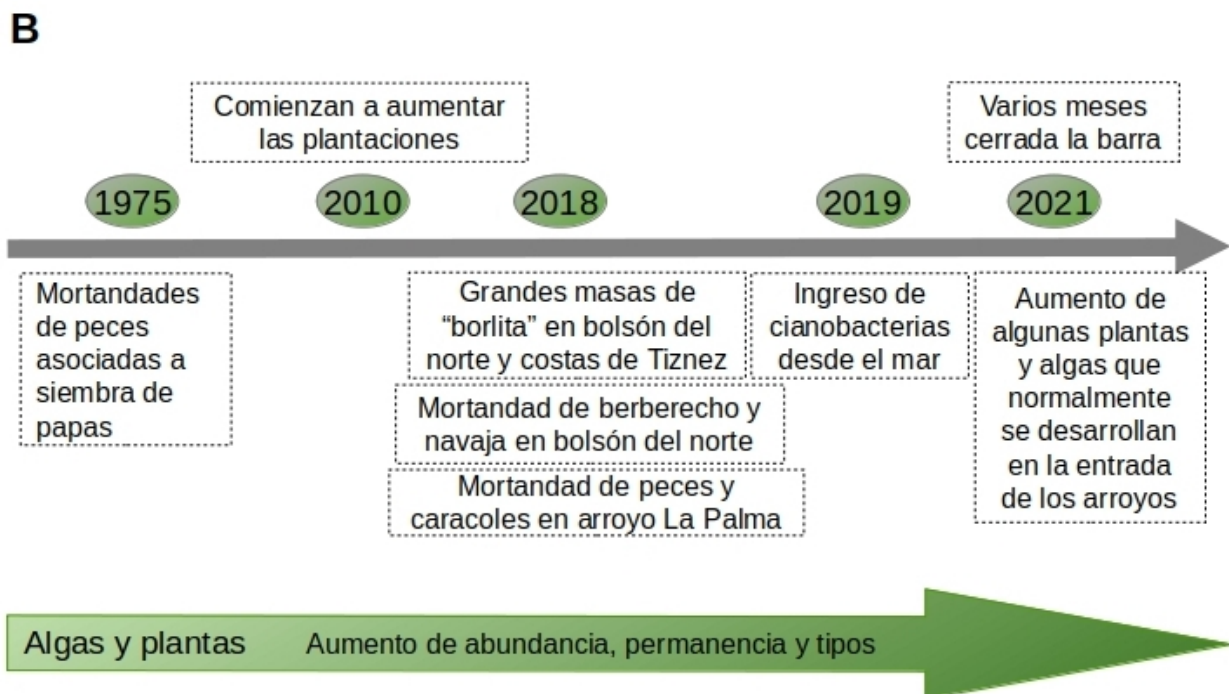 B
Comienzan a aumentar
las plantaciones
Varios meses
cerrada la barra
1975
2010
2018
2019
2021
Mortandades
de peces
asociadas a
siembra de
papas
Grandes masas de
“borlita” en bolsón del
norte y costas de Tiznez
Mortandad de berberecho y
navaja en bolsón del norte
Mortandad de peces y
caracoles en arroyo La Palma
Ingreso de
cianobacterias
desde el mar
Aumento de
algunas plantas
y algas que
normalmente
se desarrollan
en la entrada
de los arroyos
Algas y plantas Aumento de abundancia, permanencia y tipos